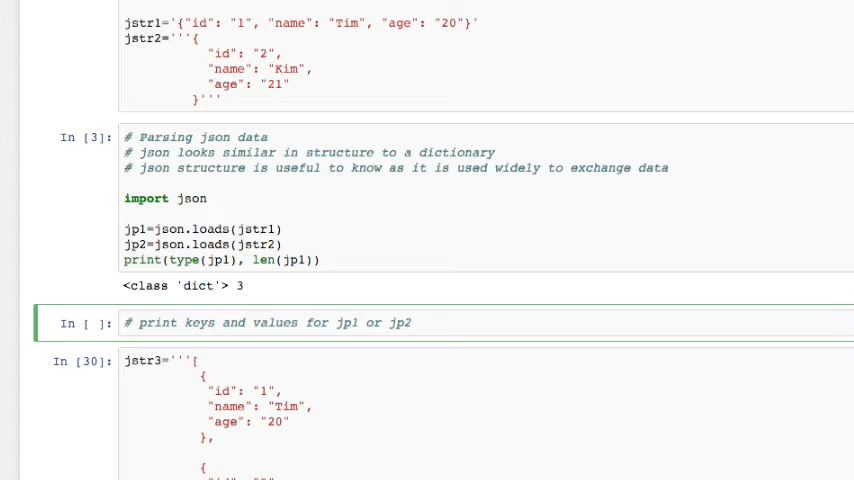 jstr1='{"id": "1", "name": "Tim", "age": "20"}'
jstr2='''{
"id": "2",
"name": "Kim",
"age": "21"
}'''
In [3]:
# Parsing json data
# json looks similar in structure to a dictionary
# json structure is useful to know as it is used widely to exchange data
import json
jp1=json.loads(jstr1)
jp2=json.loads(jstr2)
print(type(jp1), len(jp1))
<class 'dict'> 3
In [ ]:
# print keys and values for jp1 or jp2
In [30]:
jstr3='''[
{
"id": "1",
"name": "Tim",
"age": "20"
},
{